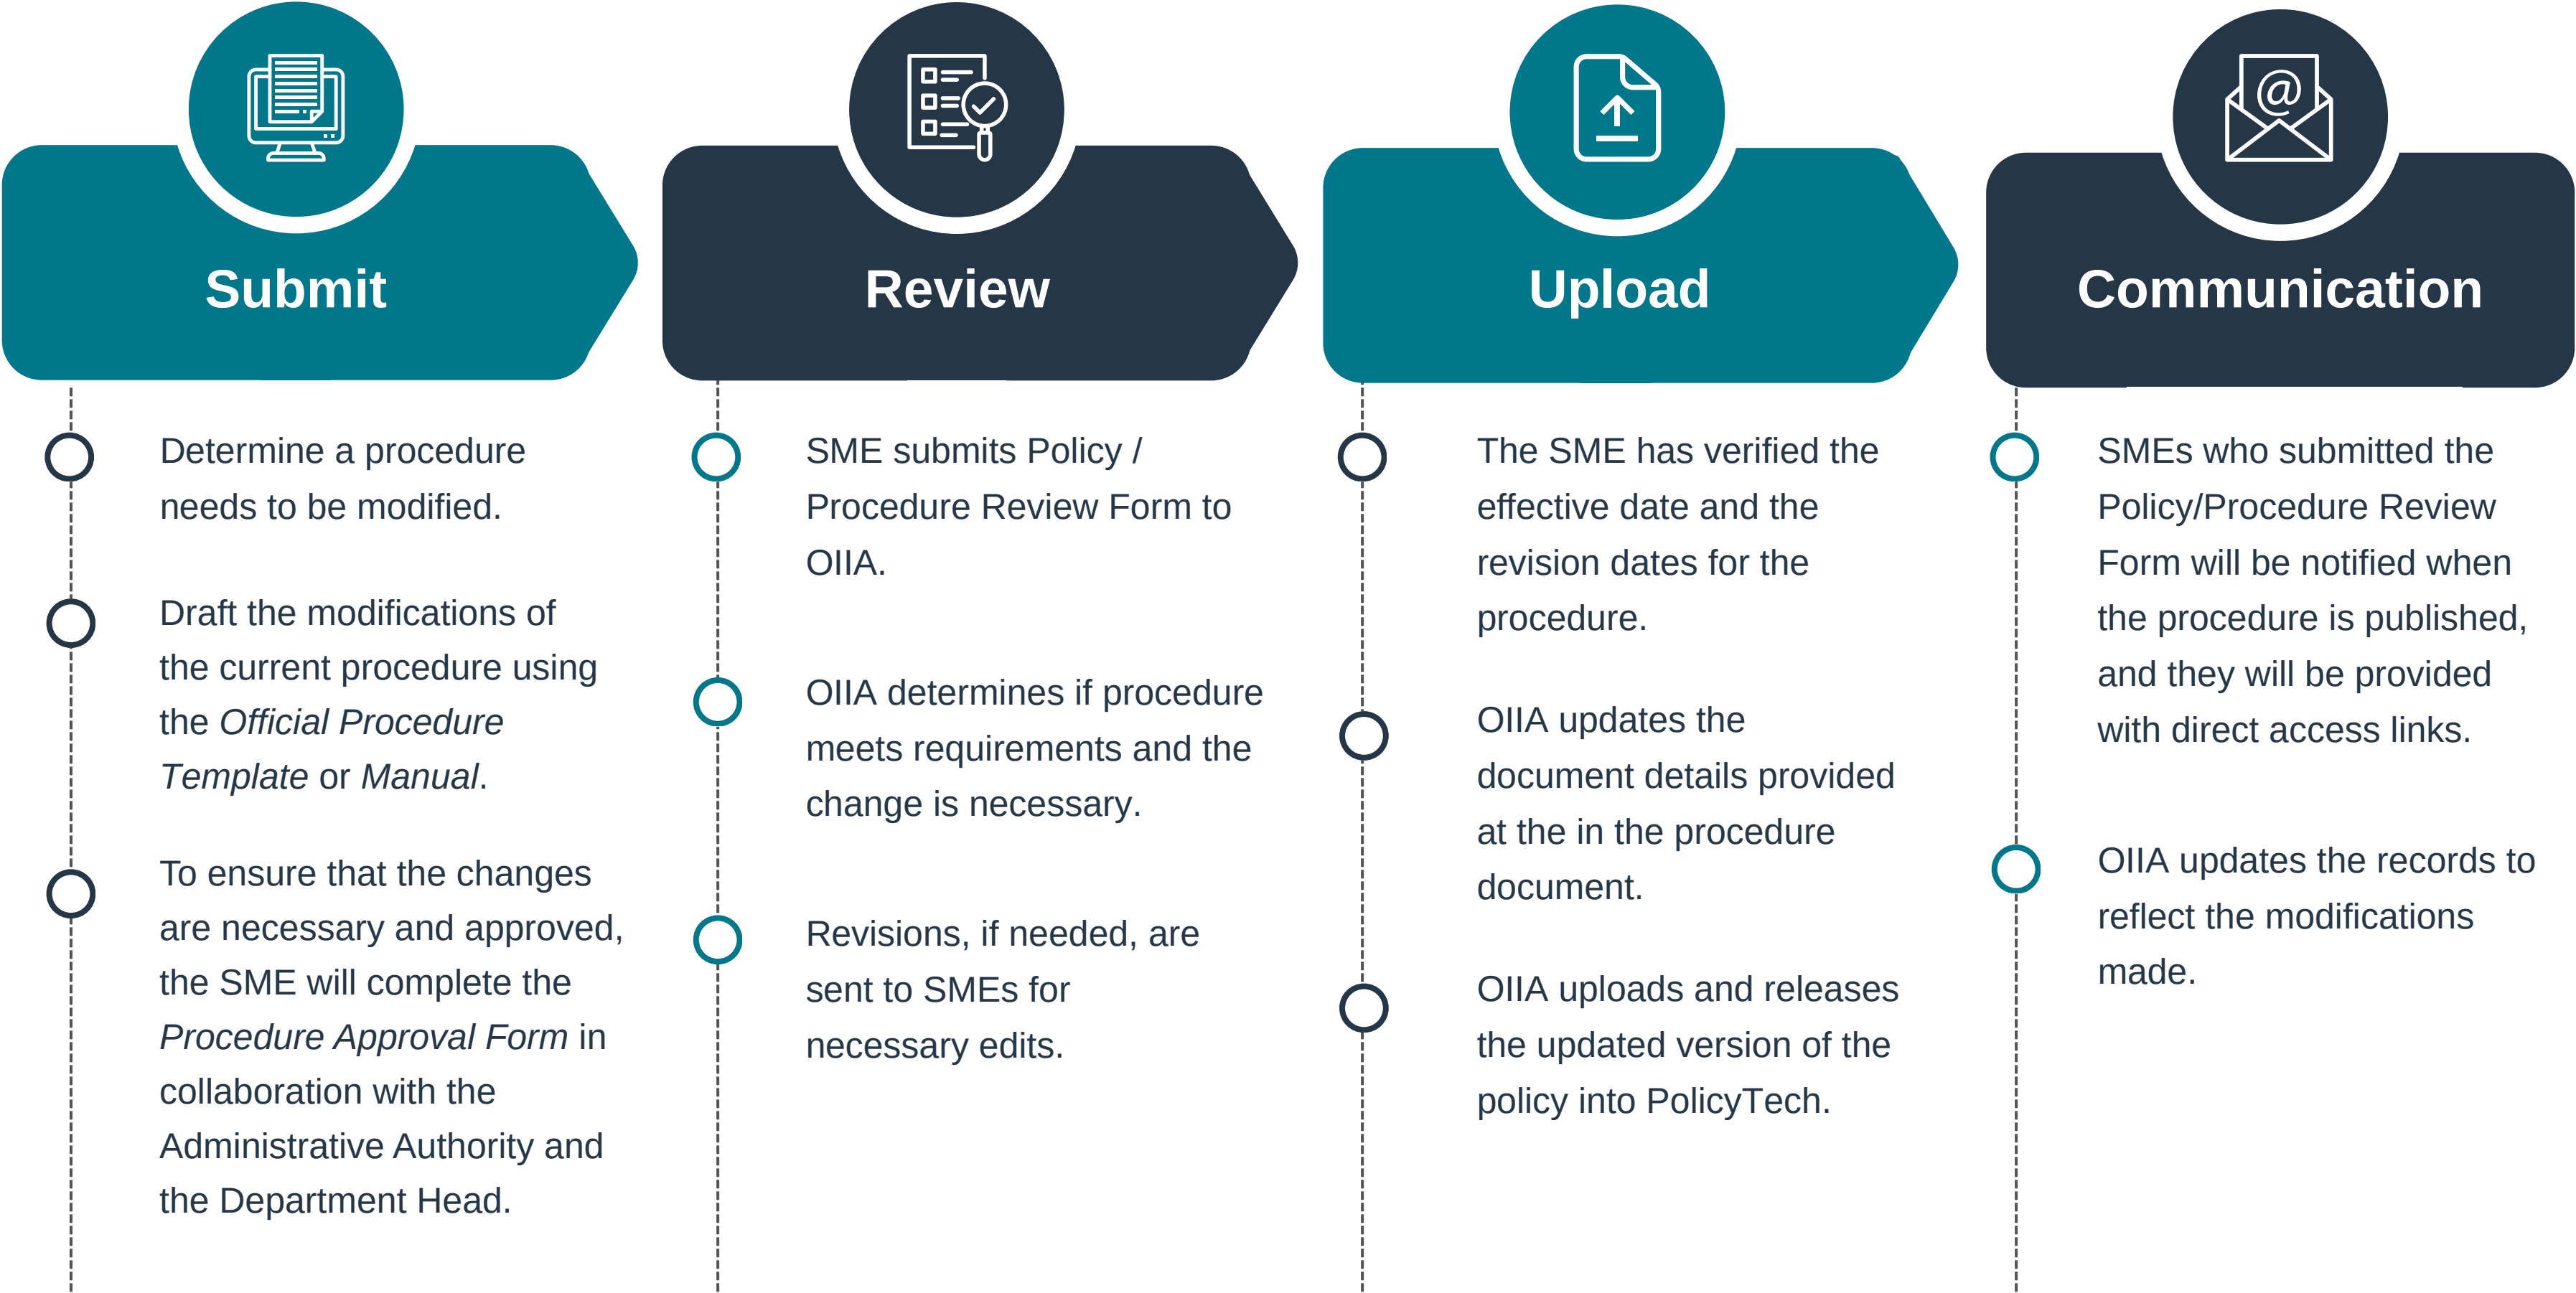 Submit
Determine a procedure
needs to be modified.
Draft the modifications of
the current procedure using
the Official Procedure
Template or Manual.
To ensure that the changes
are necessary and approved,
the SME will complete the
Procedure Approval Form in
collaboration with the
Administrative Authority and
the Department Head.
Review
SME submits Policy /
Procedure Review Form to
OIIA.
OIIA determines if procedure
meets requirements and the
change is necessary.
Revisions, if needed, are
sent to SMEs for
necessary edits.
Upload
The SME has verified the
effective date and the
revision dates for the
procedure.
OIIA updates the
document details provided
at the in the procedure
document.
OIIA uploads and releases
the updated version of the
policy into PolicyTech.
@
Communication
SMEs who submitted the
Policy/Procedure Review
Form will be notified when
the procedure is published,
and they will be provided
with direct access links.
OIIA updates the records to
reflect the modifications
made.